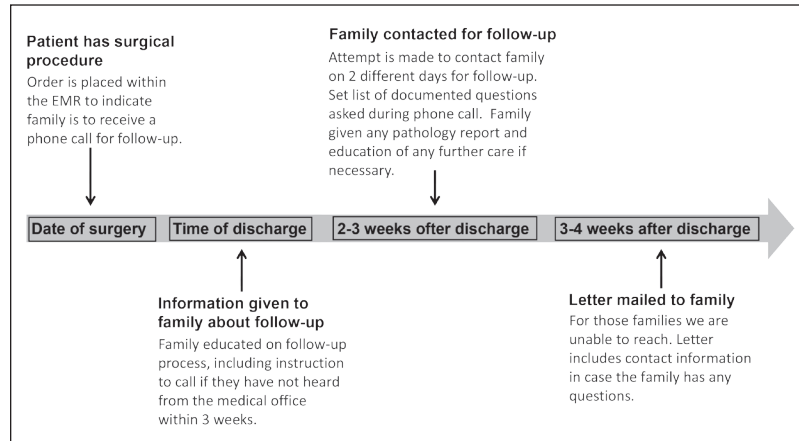 Patient has surgical
procedure
Order is placed within
the EMR to indicate
family is to receive a
phone call for follow-up.
Family contacted for follow-up
Attempt is made to contact family
on 2 different days for follow-up.
Set list of documented questions
asked during phone call. Family
given any pathology report and
education of any further care if
necessary.
Date of surgery
Time of discharge
2-3 weeks ofter discharge
3-4 weeks after discharge
Information given to
family about follow-up
Family educated on follow-up
process, including instruction
to call if they have not heard
from the medical office
within 3 weeks.
Letter mailed to family
For those families we are
unable to reach. Letter
includes contact information
in case the family has any
questions.